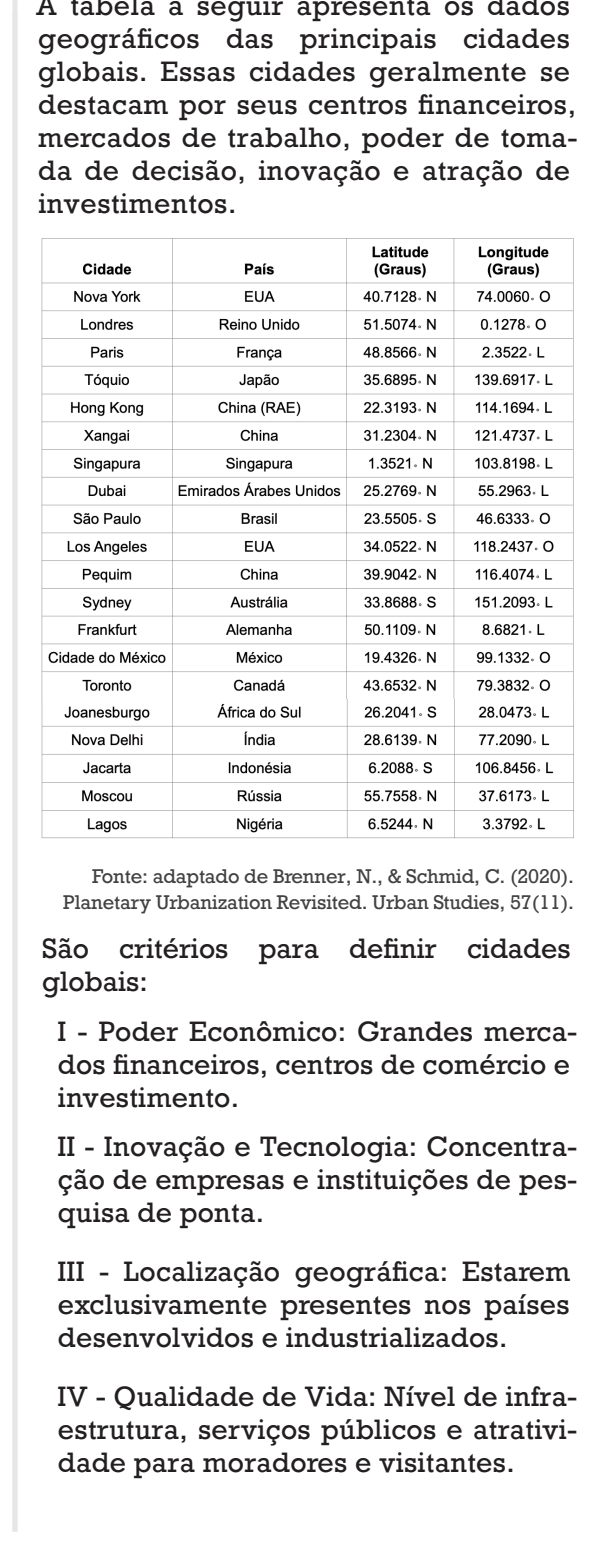 A tabela a seguir apresenta os dados
geográficos das principais cidades
globais. Essas cidades geralmente se
destacam por seus centros financeiros,
mercados de trabalho, poder de toma-
da de decisão, inovação e atração de
investimentos.
Cidade País Latitude (Graus) Longitude (Graus)
Nova York EUA 40.7128° N 74.0060° O
Londres Reino Unido 51.5074° N 0.1278° O
Paris França 48.8566° N 2.3522° L
Tóquio Japão 35.6895° N 139.6917° L
Hong Kong China (RAE) 22.3193° N 114.1694° L
Xangai China 31.2304° N 121.4737° L
Singapura Singapura 1.3521° N 103.8198° L
Dubai Emirados Árabes Unidos 25.2769° N 55.2963° L
São Paulo Brasil 23.5505° S 46.6333° O
Los Angeles EUA 34.0522° N 118.2437° O
Pequim China 39.9042° N 116.4074° L
Sydney Austrália 33.8688° S 151.2093° L
Frankfurt Alemanha 50.1109° N 8.6821° L
Cidade do México México 19.4326° N 99.1332° O
Toronto Canadá 43.6532° N 79.3832° O
Joanesburgo África do Sul 26.2041° S 28.0473° L
Nova Delhi Índia 28.6139° N 77.2090° L
Jacarta Indonésia 6.2088° S 106.8456° L
Moscou Rússia 55.7558° N 37.6173° L
Lagos Nigéria 6.5244° N 3.3792° L
Fonte: adaptado de Brenner, N., & Schmid, C. (2020).
Planetary Urbanization Revisited. Urban Studies, 57(11).
São critérios para definir cidades
globais:
I - Poder Econômico: Grandes merca-
dos financeiros, centros de comércio e
investimento.
II - Inovação e Tecnologia: Concentra-
ção de empresas e instituições de pes-
quisa de ponta.
III - Localização geográfica: Estarem
exclusivamente presentes nos países
desenvolvidos e industrializados.
IV - Qualidade de Vida: Nível de infra-
estrutura, serviços públicos e atrativi-
dade para moradores e visitantes.